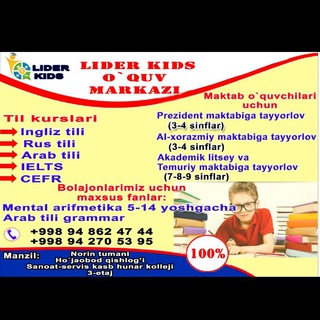 LIDER
KIDS
LIDER KIDS
O`QUV
MARKAZI
Til kurslari
Ingliz tili
Rus tili
Arab tili
IELTS
CEFR
Maktab o`quvchilari
uchun
Prezident maktabiga tayyorlov
(3-4 sinflar)
Al-xorazmiy maktabiga tayyorlov
(3-4 sinflar)
Akademik litsey va
Temuriy maktabiga tayyorlov
(7-8-9 sinflar)
Bolajonlarimiz uchun
maxsus fanlar:
Mental arifmetika 5-14 yoshgacha
Arab tili grammar
+998 94 862 47 44
+998 94 270 53 95
100%
Manzil:
Norin tumani
Ho`jaobod qishlog'i
Sanoat-servis kasb hunar kolleji
3-etaj